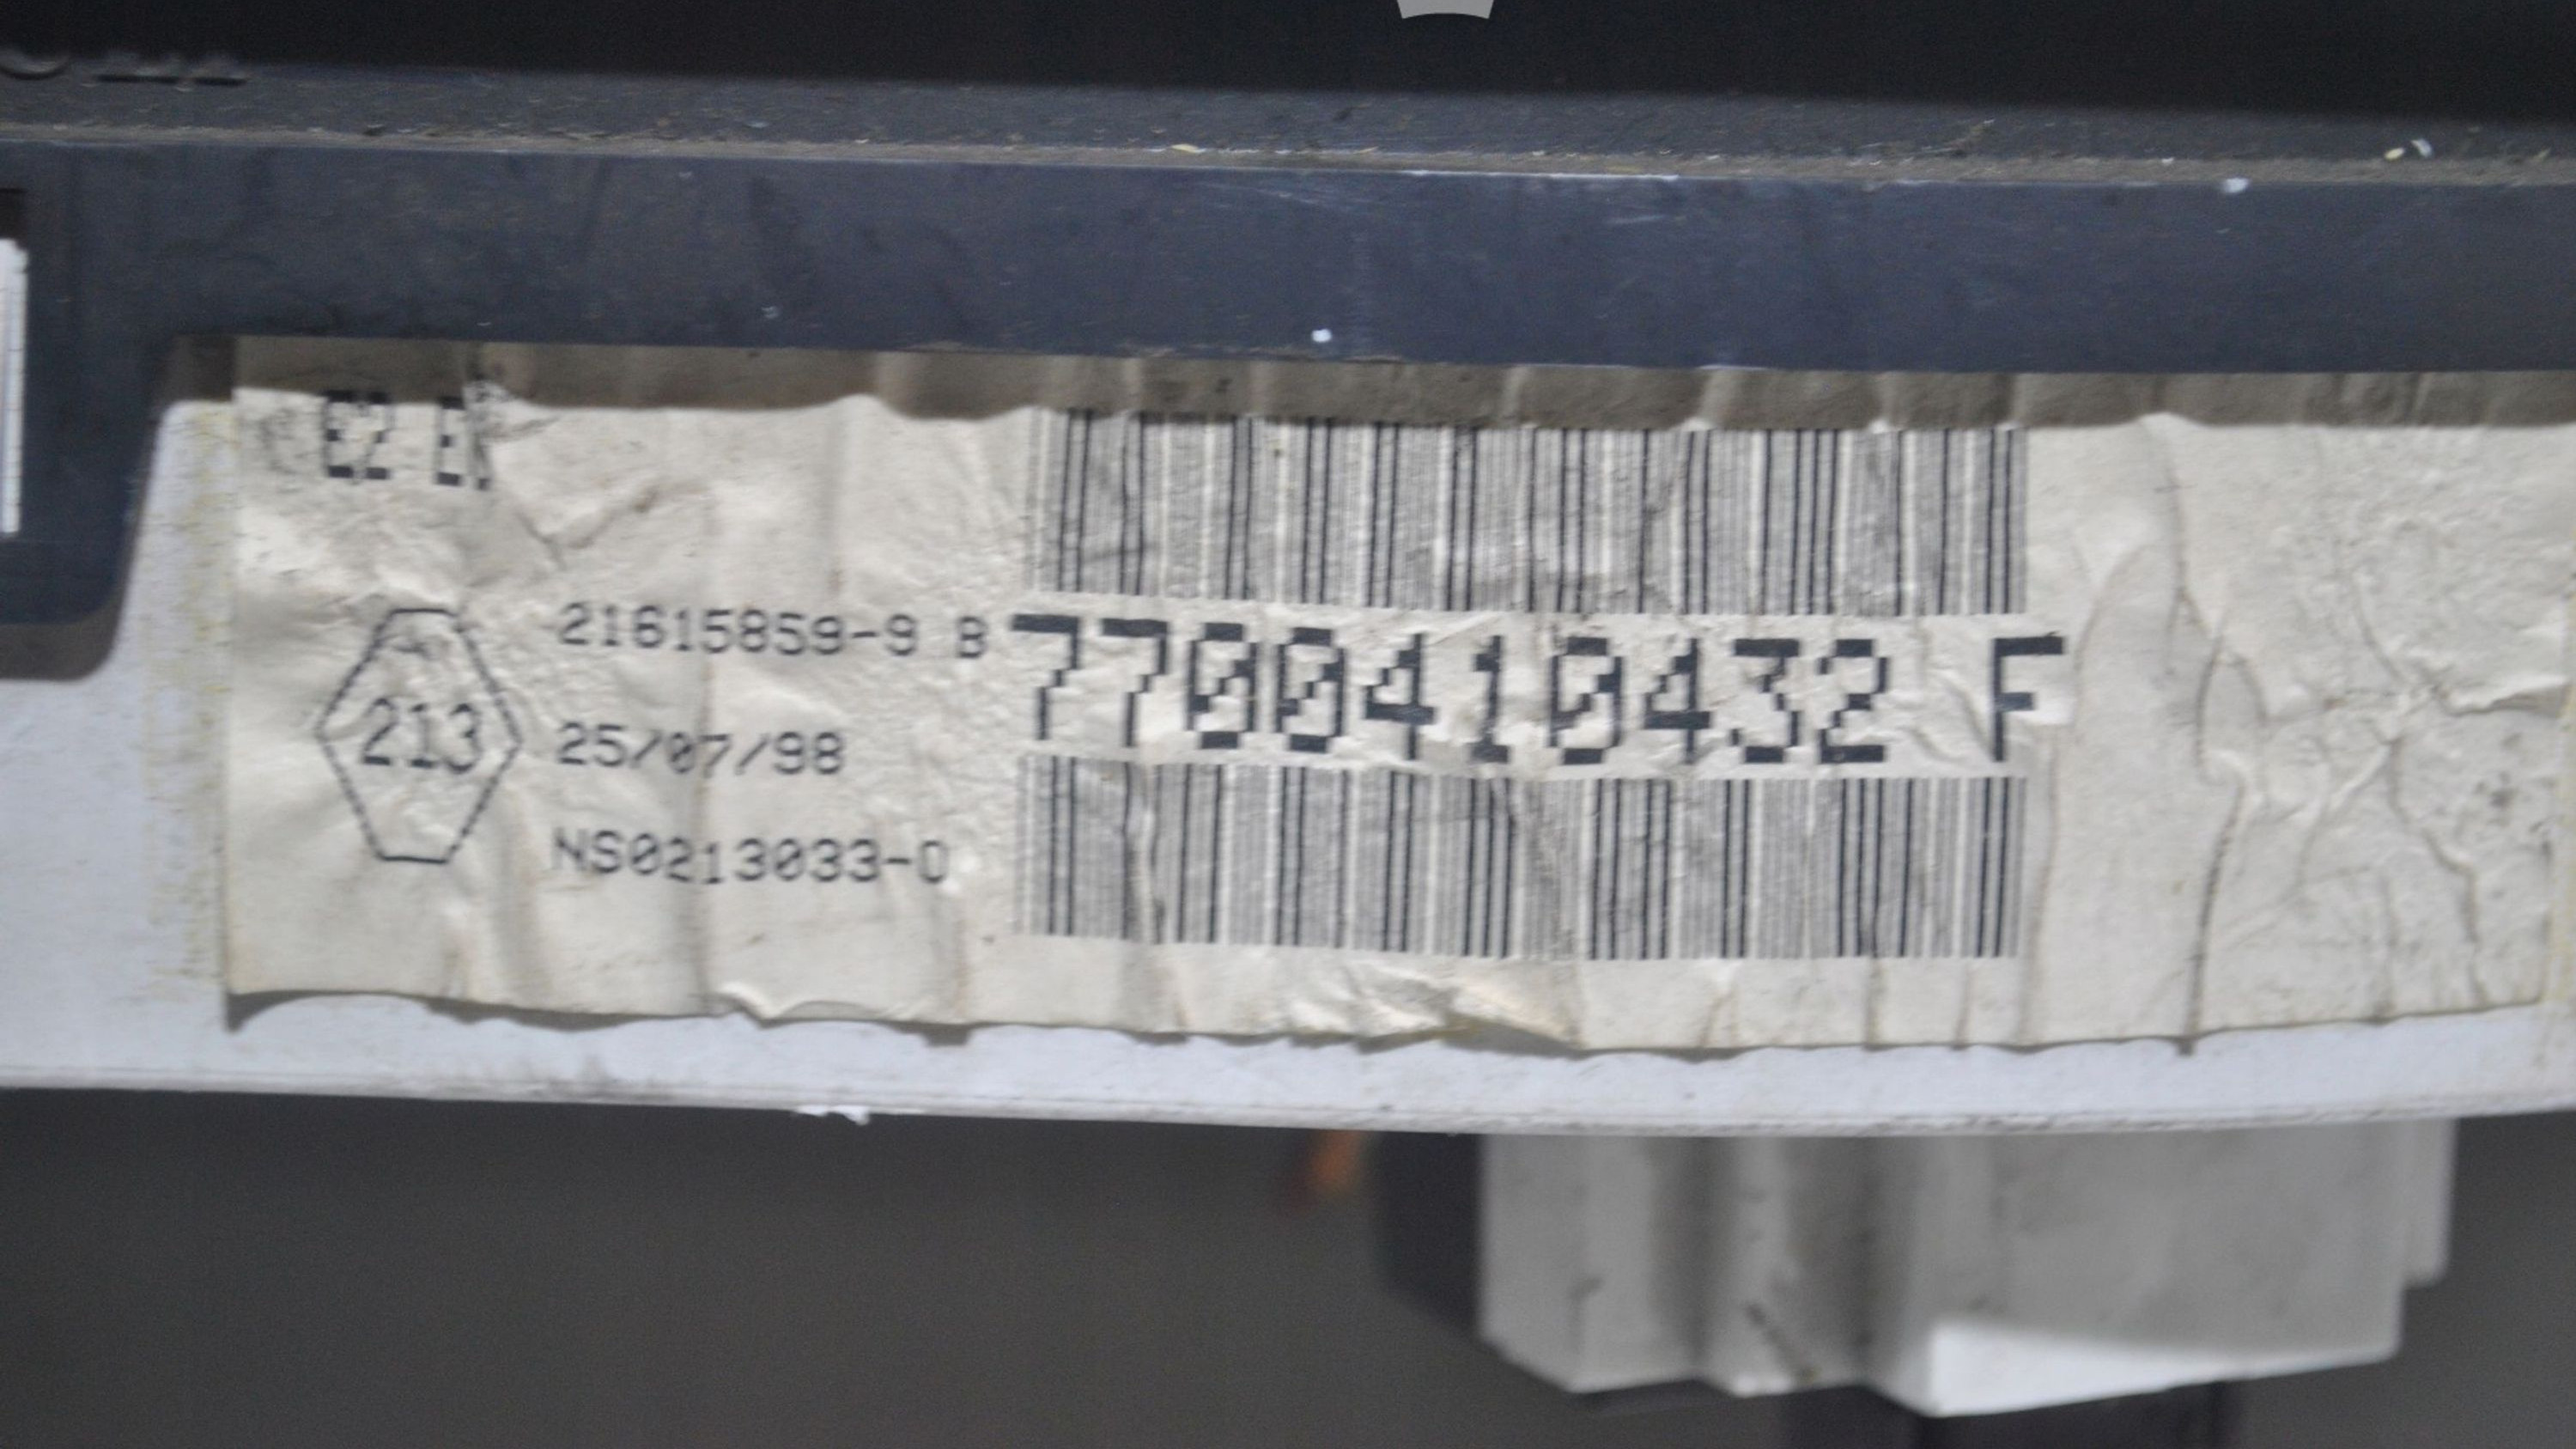 E2
21615859-9 B
7700410432 F
213
25/07/98
NS0213033-0